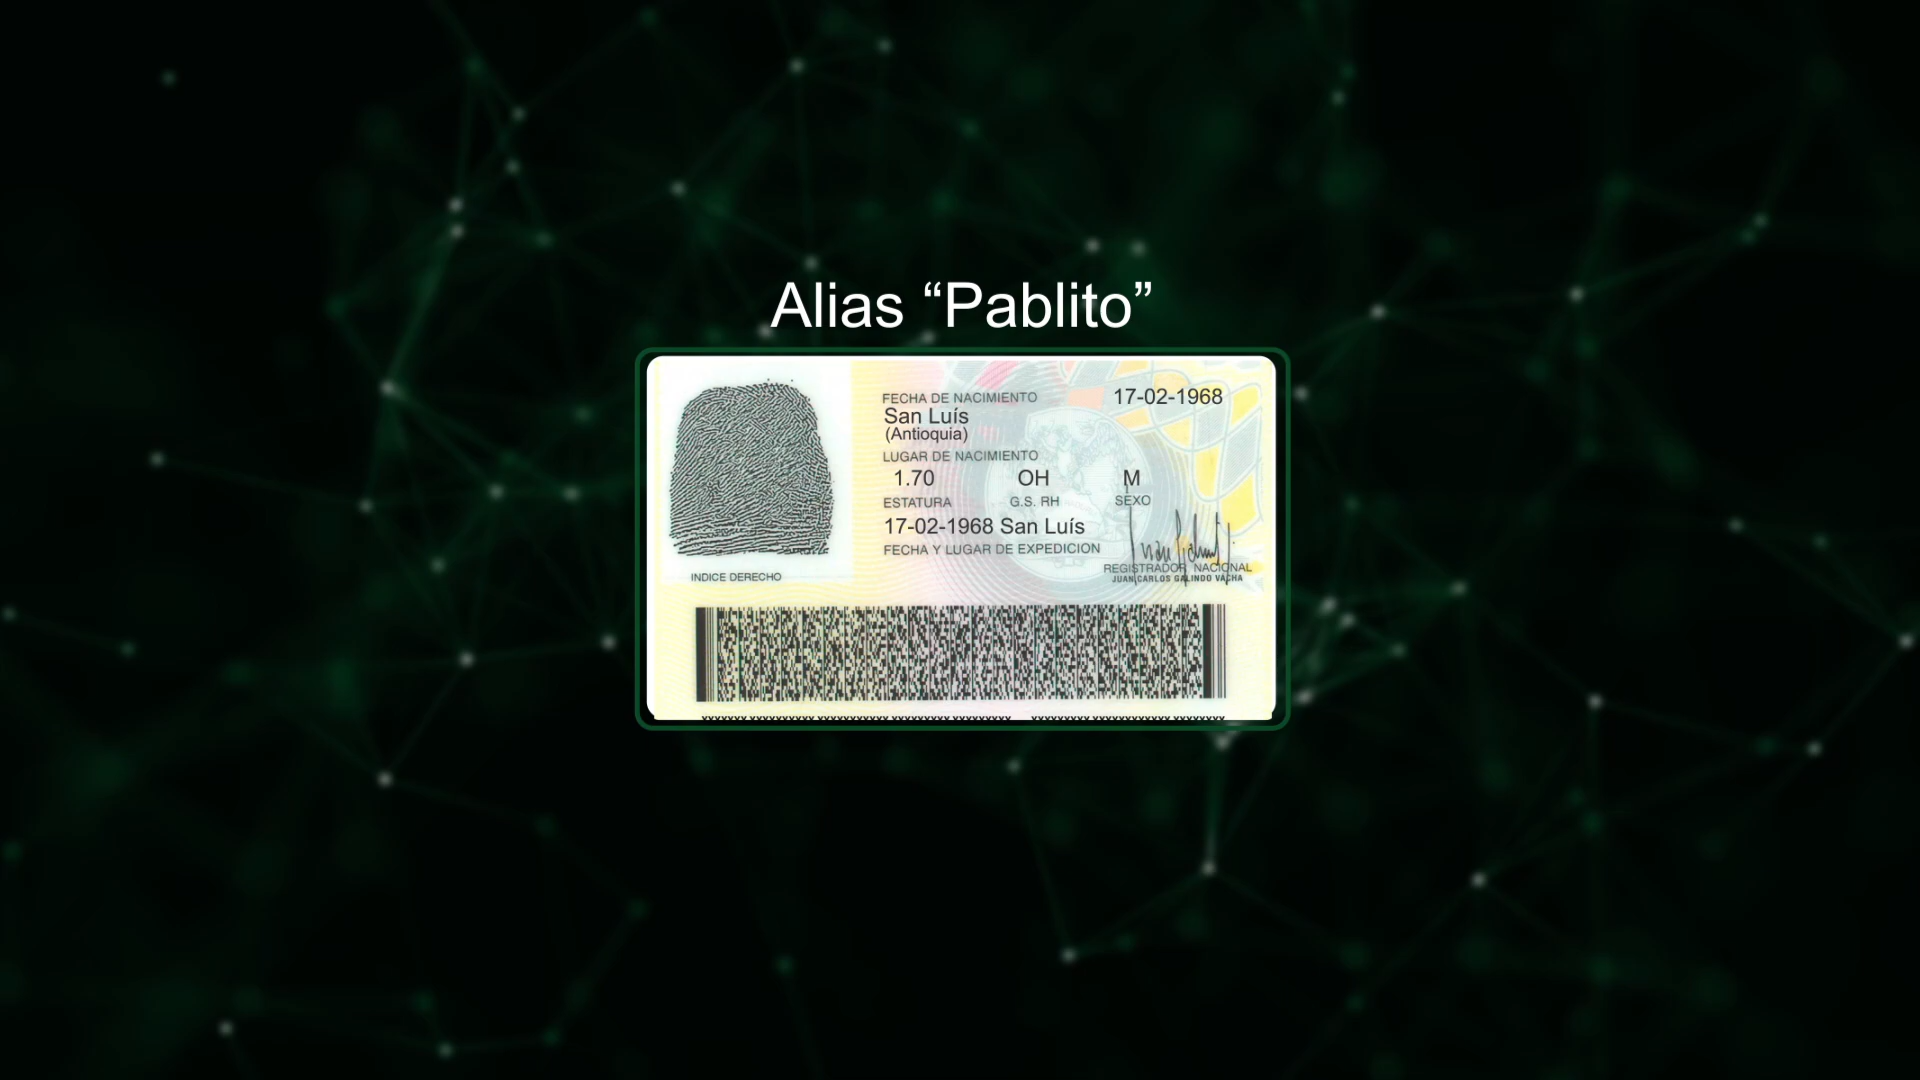 Alias “Pablito”
FECHA DE NACIMIENTO 17-02-1968
San Luís
(Antioquia)
LUGAR DE NACIMIENTO
1.70 OH M
ESTATURA G.S. RH SEXO
17-02-1968 San Luís
FECHA Y LUGAR DE EXPEDICION
REGISTRADOR NACIONAL
JUAN CARLOS GALINDO VACHA
INDICE DERECHO